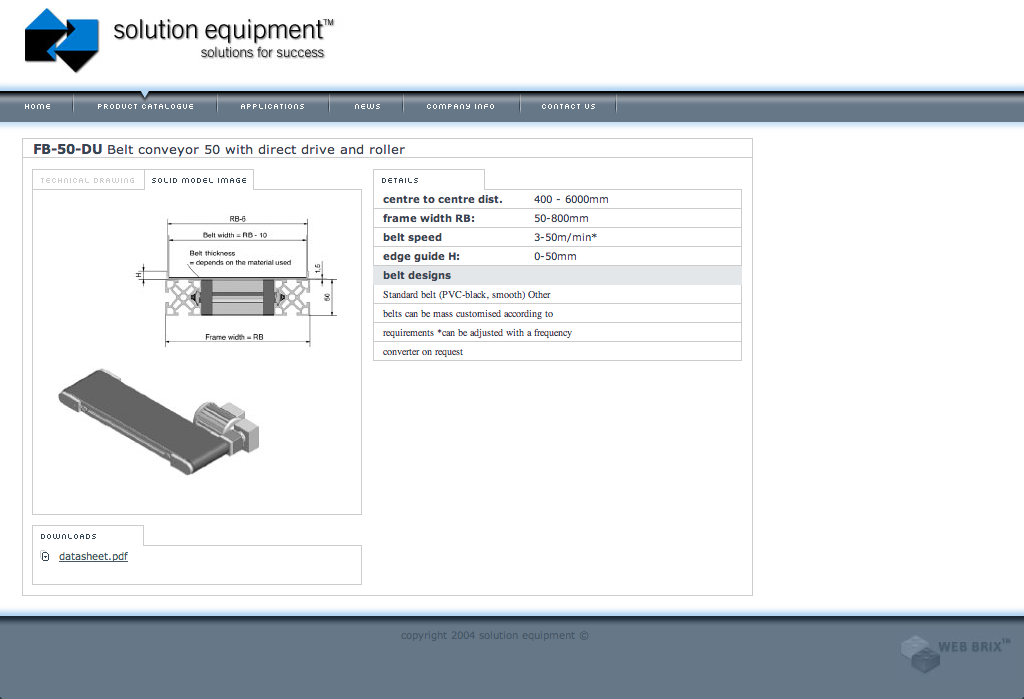 solution equipment™
solutions for success
HOME PRODUCT CATALOGUE APPLICATIONS NEWS COMPANY INFO CONTACT US
FB-50-DU Belt conveyor 50 with direct drive and roller
TECHNICAL DRAWING SOLID MODEL IMAGE
RB-6
Belt width = RB - 10
Belt thickness
= depends on the material used
H
1,5
50
Frame width = RB
DOWNLOADS
datasheet.pdf
DETAILS
centre to centre dist. 400 - 6000mm
frame width RB: 50-800mm
belt speed 3-50m/min*
edge guide H: 0-50mm
belt designs
Standard belt (PVC-black, smooth) Other
belts can be mass customised according to
requirements *can be adjusted with a frequency
converter on request
copyright 2004 solution equipment ©
WEB BRIX™